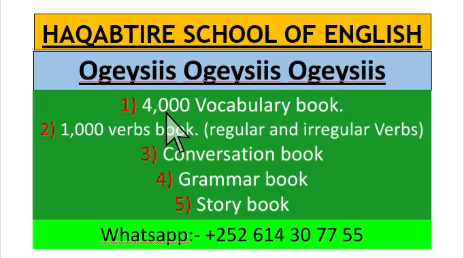 HAQABTIRE SCHOOL OF ENGLISH
Ogeysiis Ogeysiis Ogeysiis
1) 4,000 Vocabulary book.
2) 1,000 verbs book. (regular and irregular Verbs)
3) Conversation book
4) Grammar book
5) Story book
Whatsapp:- +252 614 30 77 55